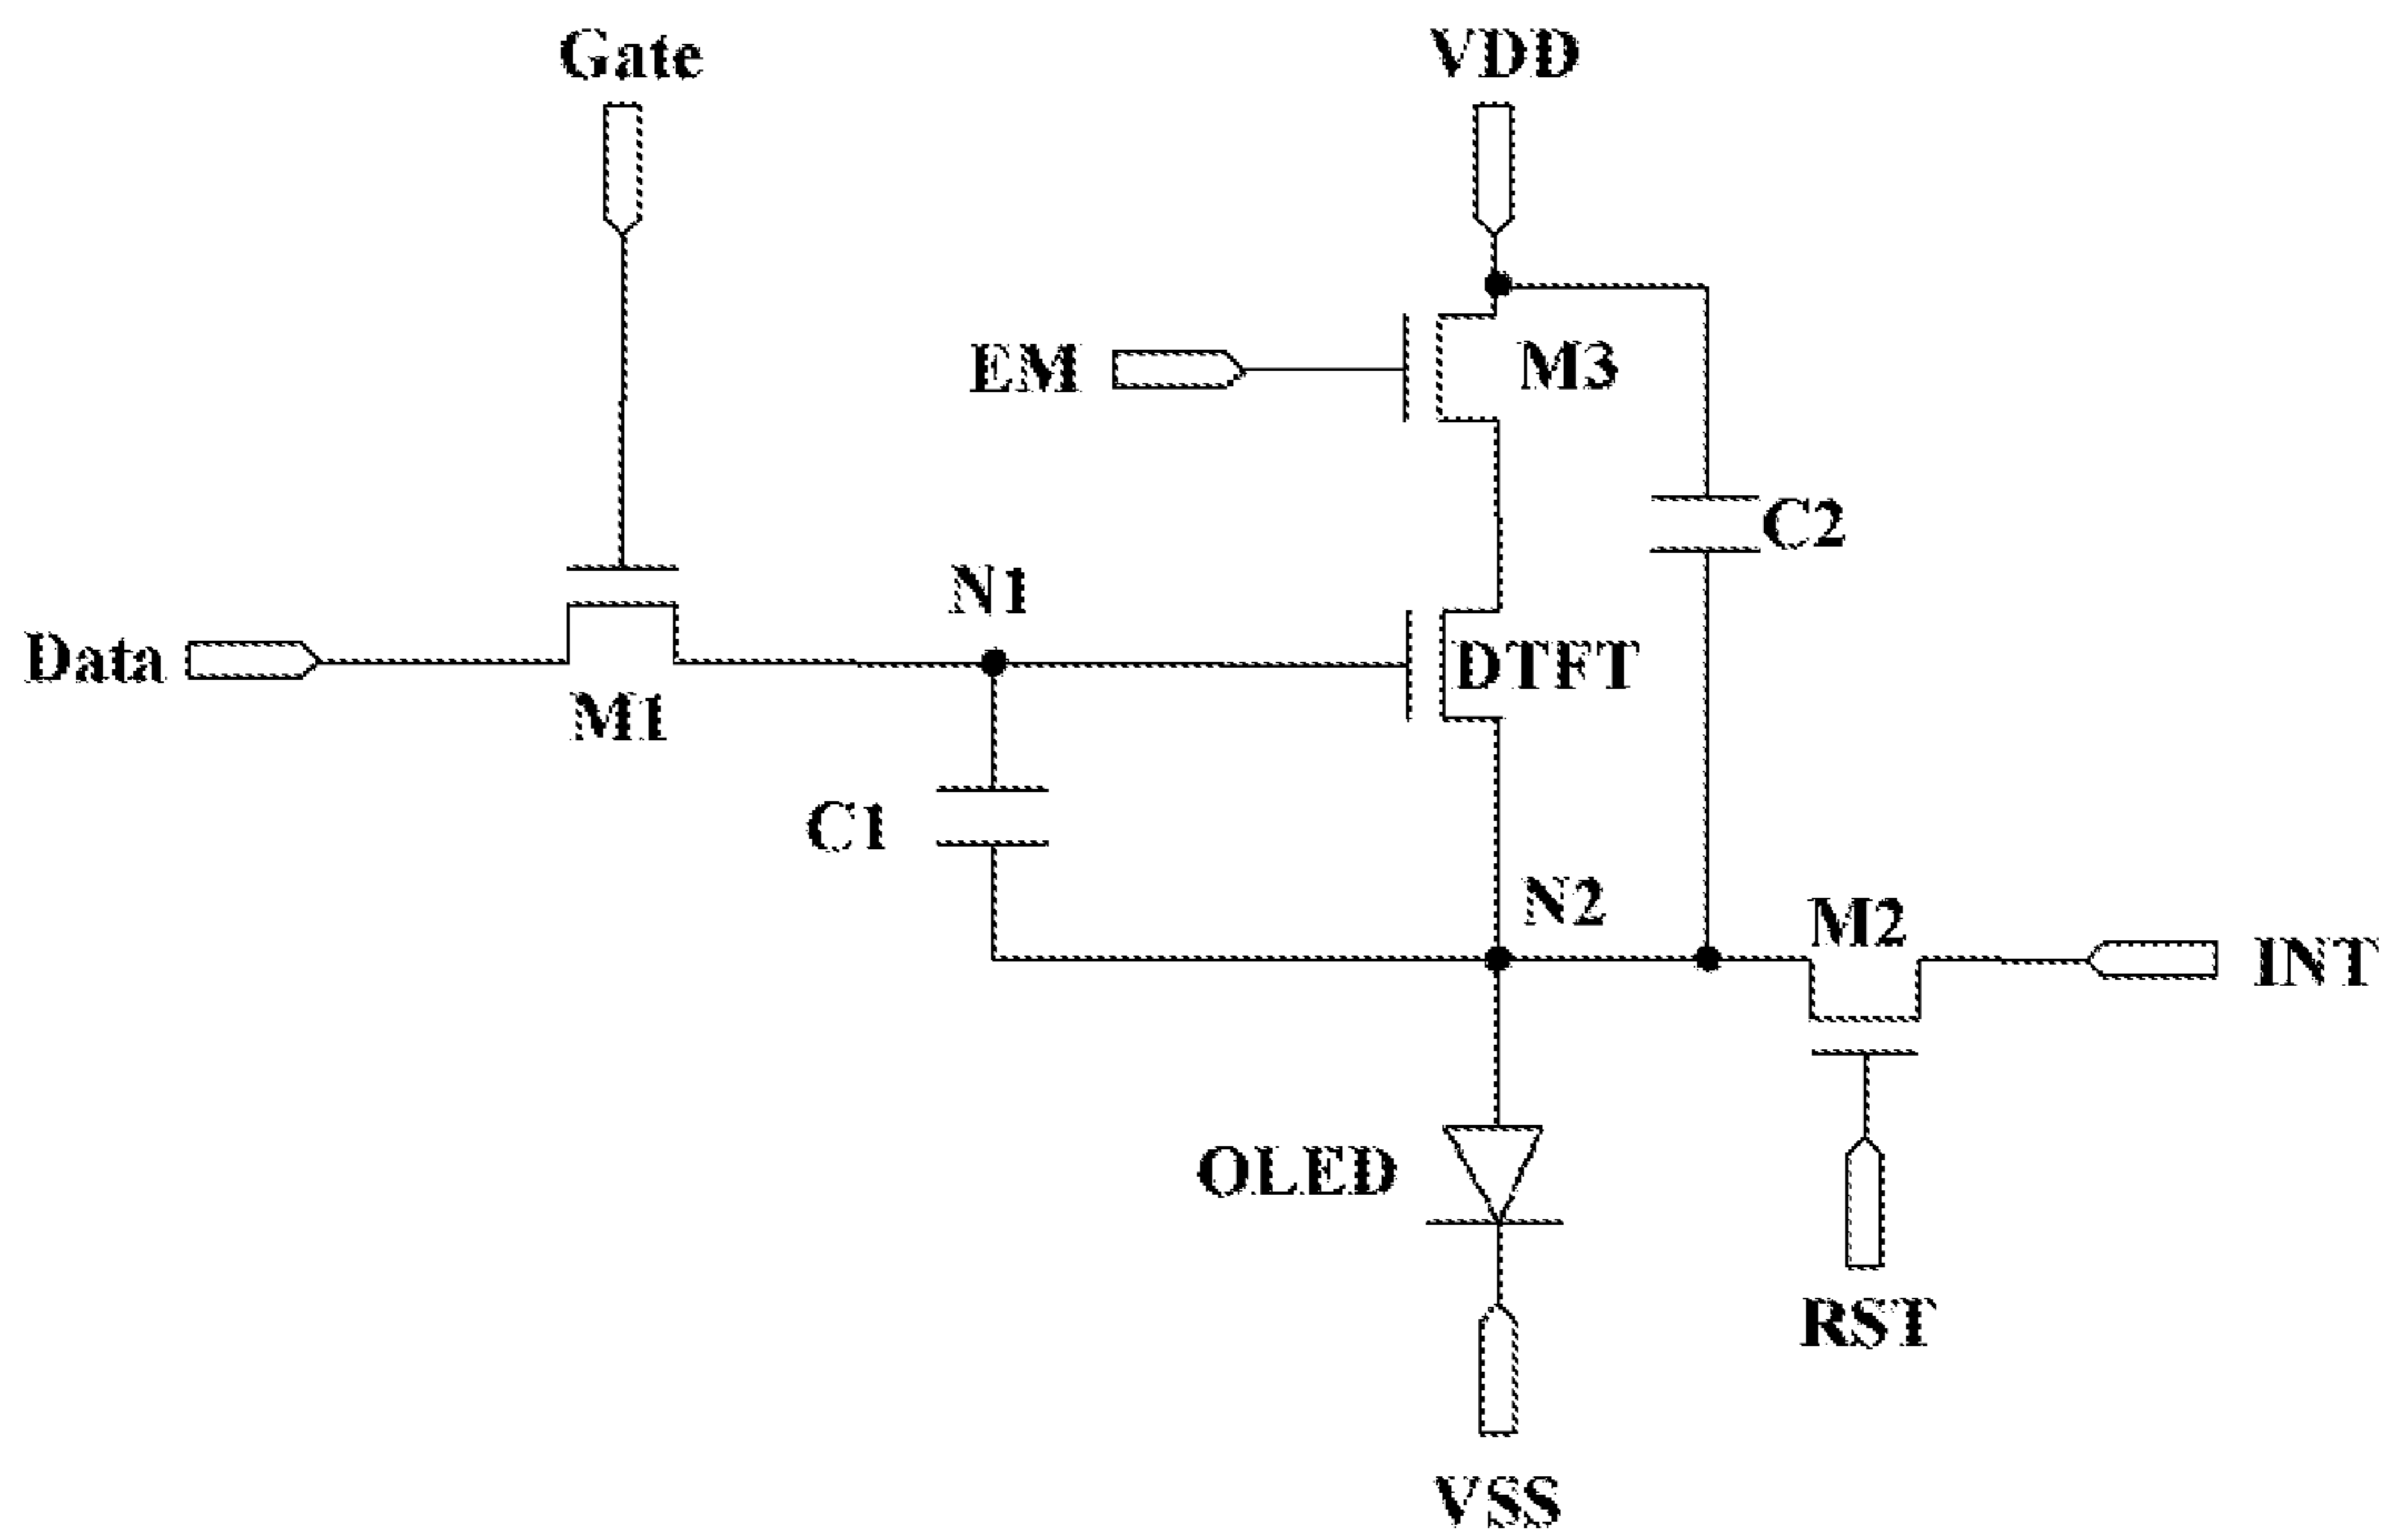 Gate
VDD
EM
M3
C2
N1
Data
DTFT
M1
C1
N2
M2
INT
OLED
RST
VSS